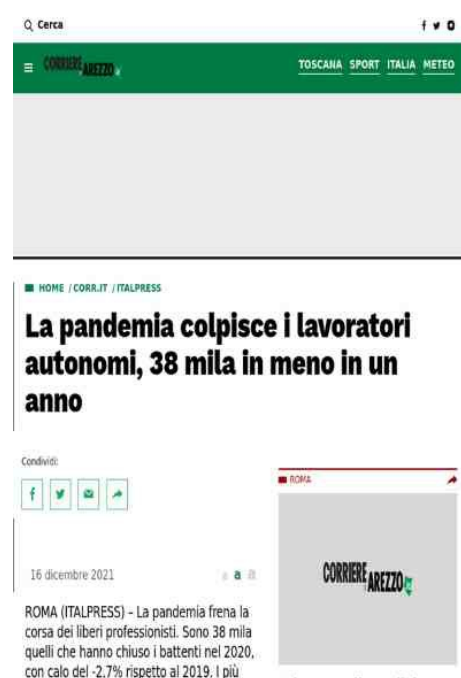 Cerca
CORRIERE AREZZO
TOSCANA SPORT ITALIA METEO
HOME / CORR.IT / ITALPRESS
La pandemia colpisce i lavoratori
autonomi, 38 mila in meno in un
anno
Condividi:
ROMA
16 dicembre 2021
a a a
CORRIERE AREZZO
ROMA (ITALPRESS) – La pandemia frena la
corsa dei liberi professionisti. Sono 38 mila
quelli che hanno chiuso i battenti nel 2020,
con calo del -2.7% rispetto al 2019. I più